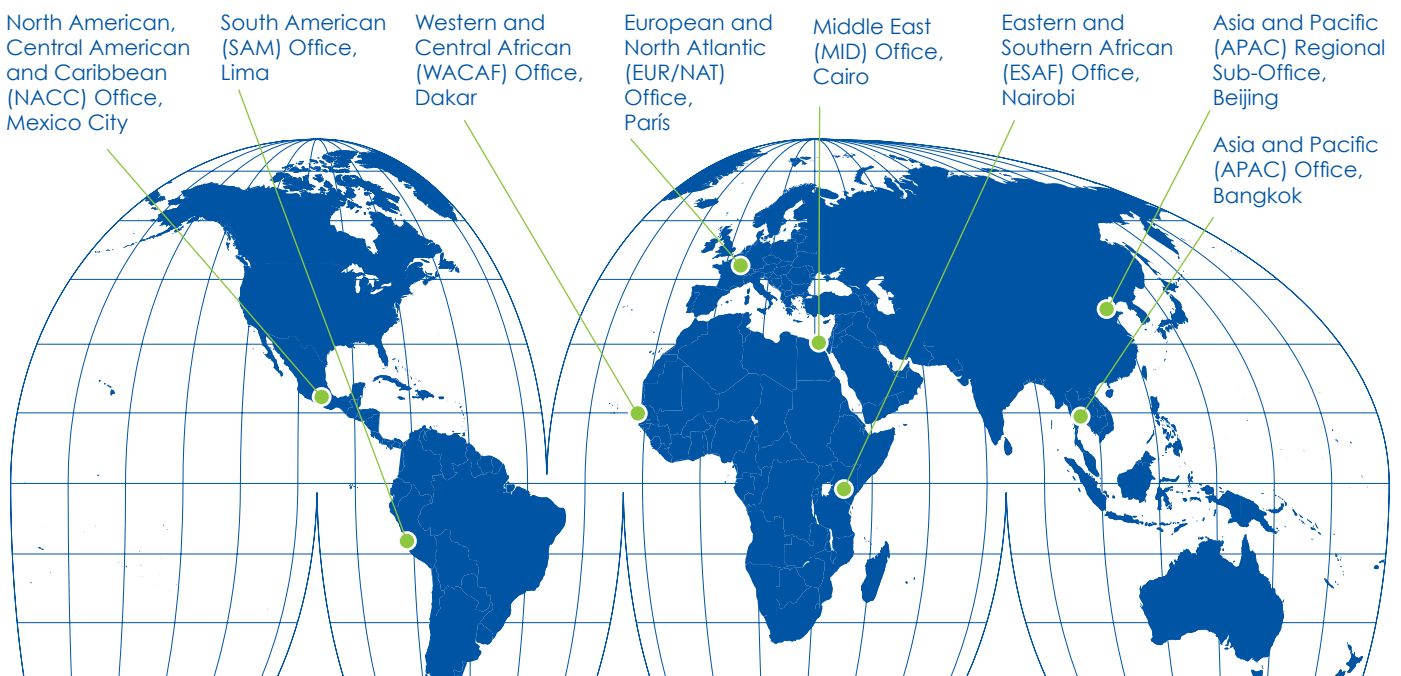 North American,
Central American
and Caribbean
(NACC) Office,
Mexico City
South American
(SAM) Office,
Lima
Western and
Central African
(WACAF) Office,
Dakar
European and
North Atlantic
(EUR/NAT)
Office,
París
Middle East
(MID) Office,
Cairo
Eastern and
Southern African
(ESAF) Office,
Nairobi
Asia and Pacific
(APAC) Regional
Sub-Office,
Beijing
Asia and Pacific
(APAC) Office,
Bangkok